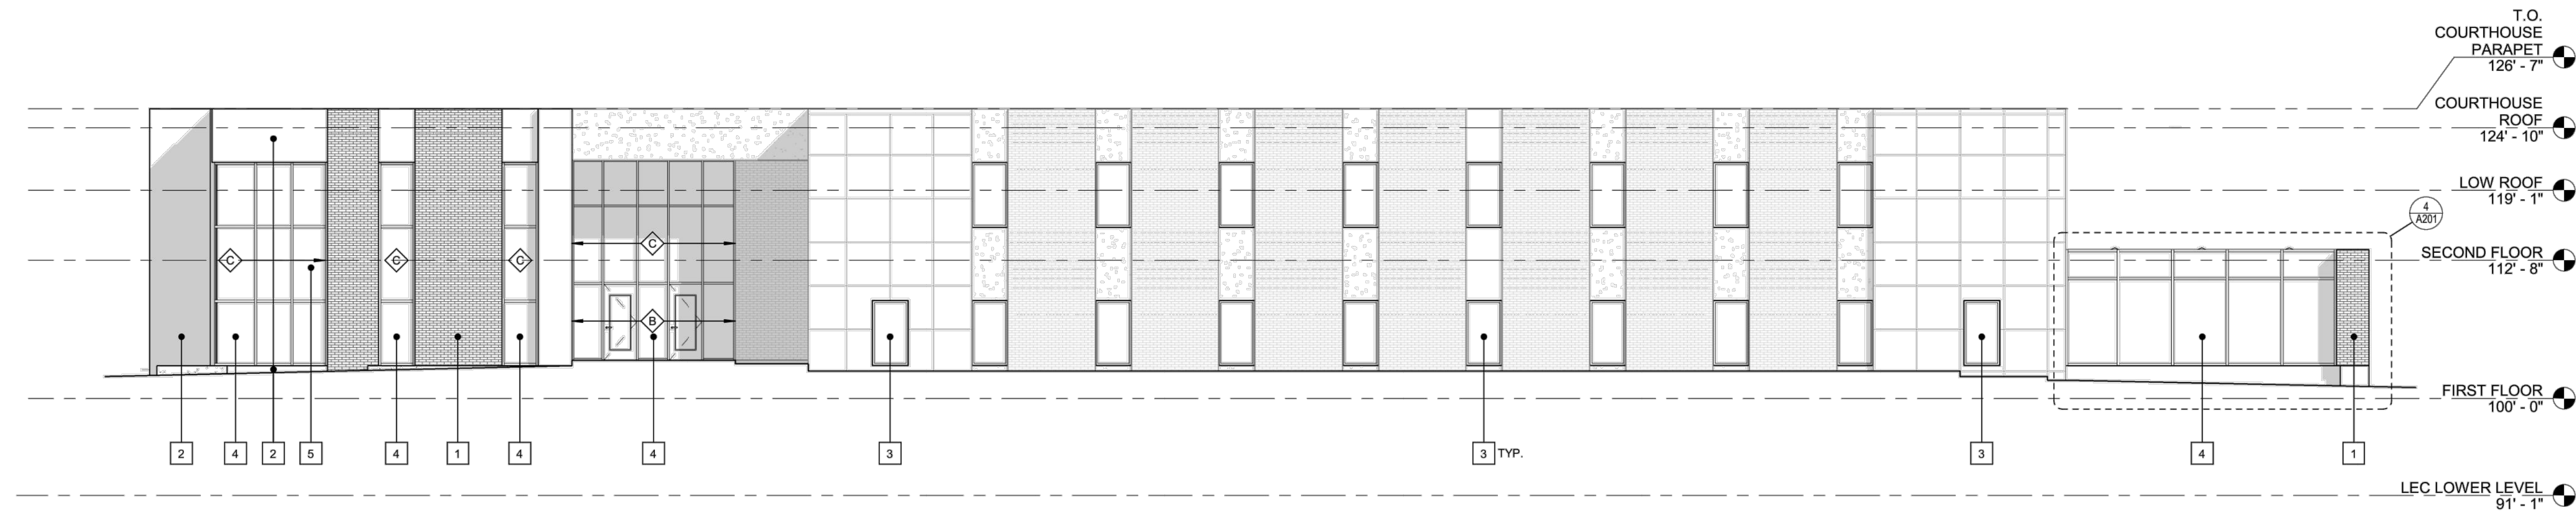 T.O.
COURTHOUSE
PARAPET
126' - 7"
COURTHOUSE
ROOF
124' - 10"
LOW ROOF
119' - 1"
4
A201
SECOND FLOOR
112' - 8"
C
C
C
C
B
FIRST FLOOR
100' - 0"
2 4 2 5 4 1 4 4 3 3 TYP. 3 4 1
LEC LOWER LEVEL
91' - 1"